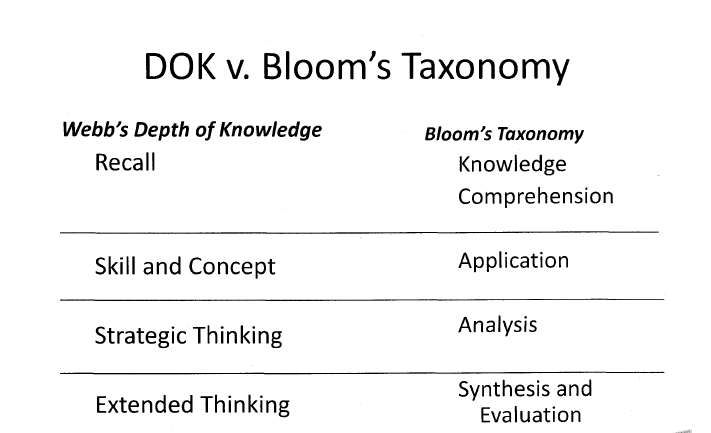 DOK v. Bloom's Taxonomy
Webb's Depth of Knowledge
Bloom's Taxonomy
Recall
Knowledge
Comprehension
Skill and Concept
Application
Strategic Thinking
Analysis
Extended Thinking
Synthesis and
Evaluation